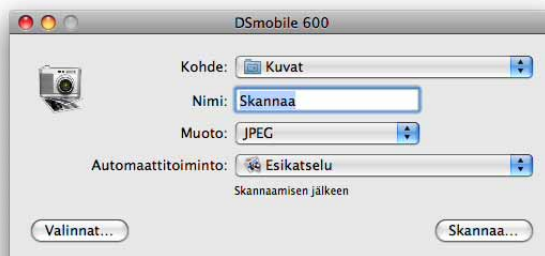 DSmobile 600
Kohde: Kuvat
Nimi: Skannaa
Muoto: JPEG
Automaattitoiminto: Esikatselu
Skannaamisen jälkeen
Valinnat... Skannaa...